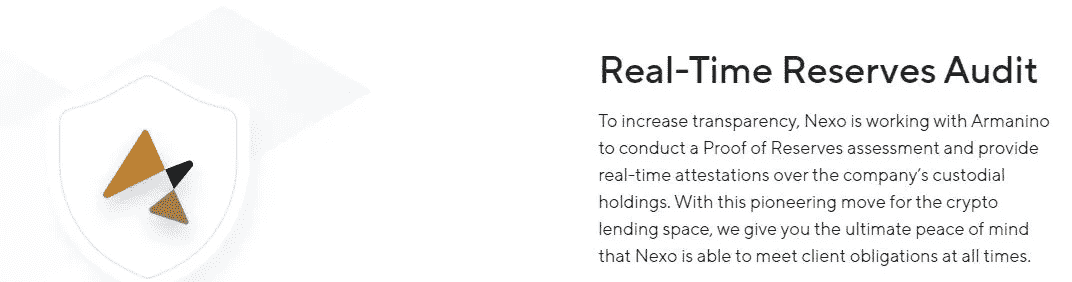 Real-Time Reserves Audit
To increase transparency, Nexo is working with Armanino
to conduct a Proof of Reserves assessment and provide
real-time attestations over the company's custodial
holdings. With this pioneering move for the crypto
lending space, we give you the ultimate peace of mind
that Nexo is able to meet client obligations at all times.